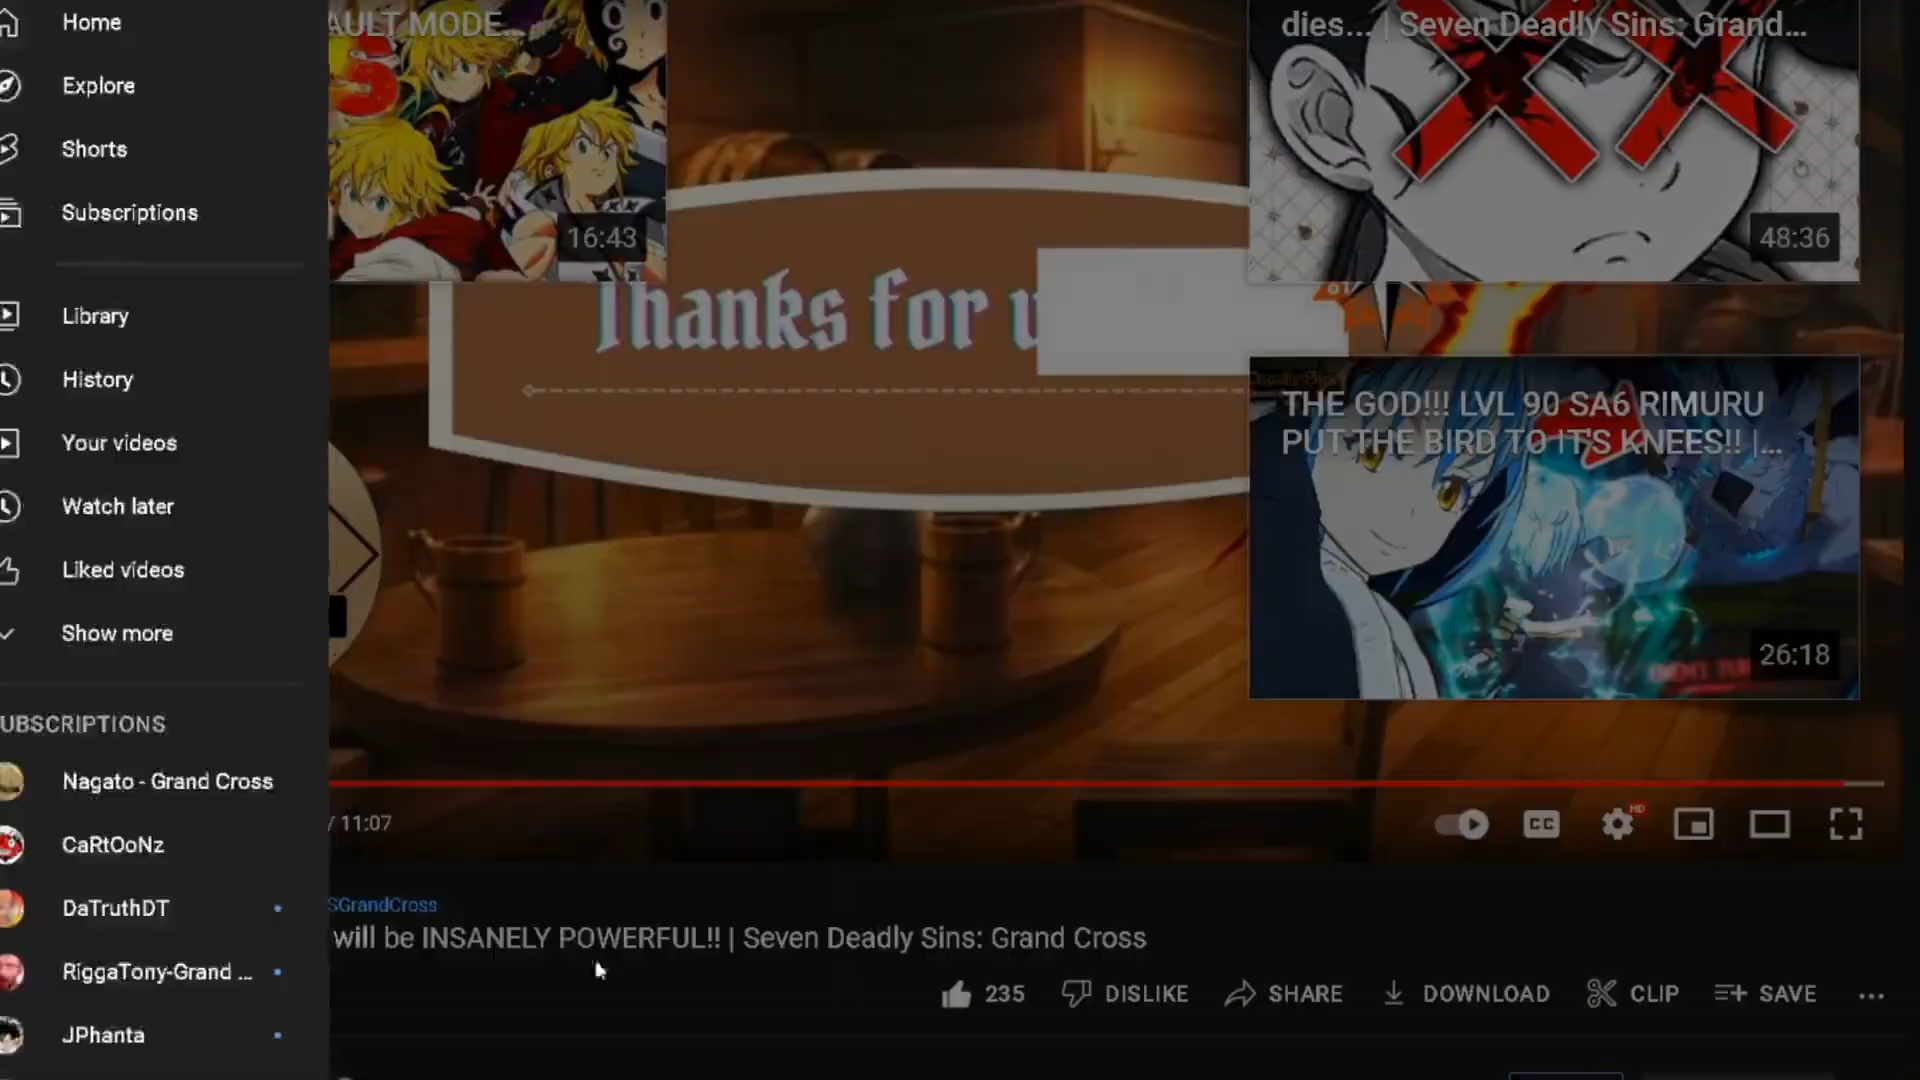 Home
Explore
Shorts
Subscriptions
Library
History
Your videos
Watch later
Liked videos
Show more
UBSCRIPTIONS
Nagato - Grand Cross
CaRtOoNz
DaTruthDT
RiggaTony-Grand ...
JPhanta
AULT MODE...
16:43
Thanks for
dies... | Seven Deadly Sins: Grand...
48:36
THE GOD!!! LVL 90 SA6 RIMURU
PUT THE BIRD TO IT'S KNEES!! |...
26:18
/ 11:07
CC
HD
SGrandCross
will be INSANELY POWERFUL!! | Seven Deadly Sins: Grand Cross
235 DISLIKE SHARE DOWNLOAD CLIP SAVE ...